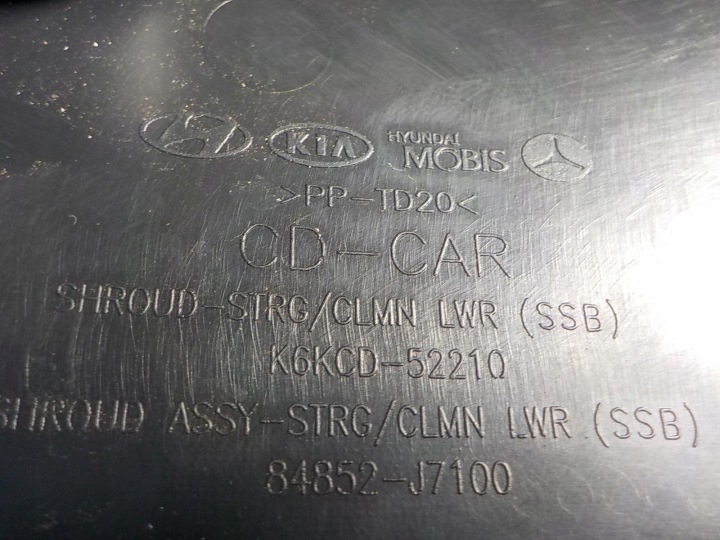 KIA HYUNDAI MOBIS
>PP-TD20<
CD-CAR
SHROUD-STRG/CLMN LWR (SSB)
K6KCD-52210
SHROUD ASSY-STRG/CLMN LWR (SSB)
84852-J7100